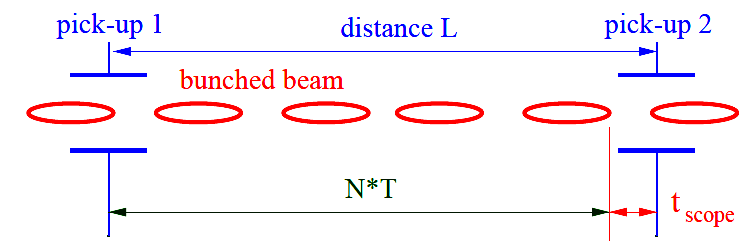 pick-up 1
distance L
pick-up 2
bunched beam
N*T
t scope